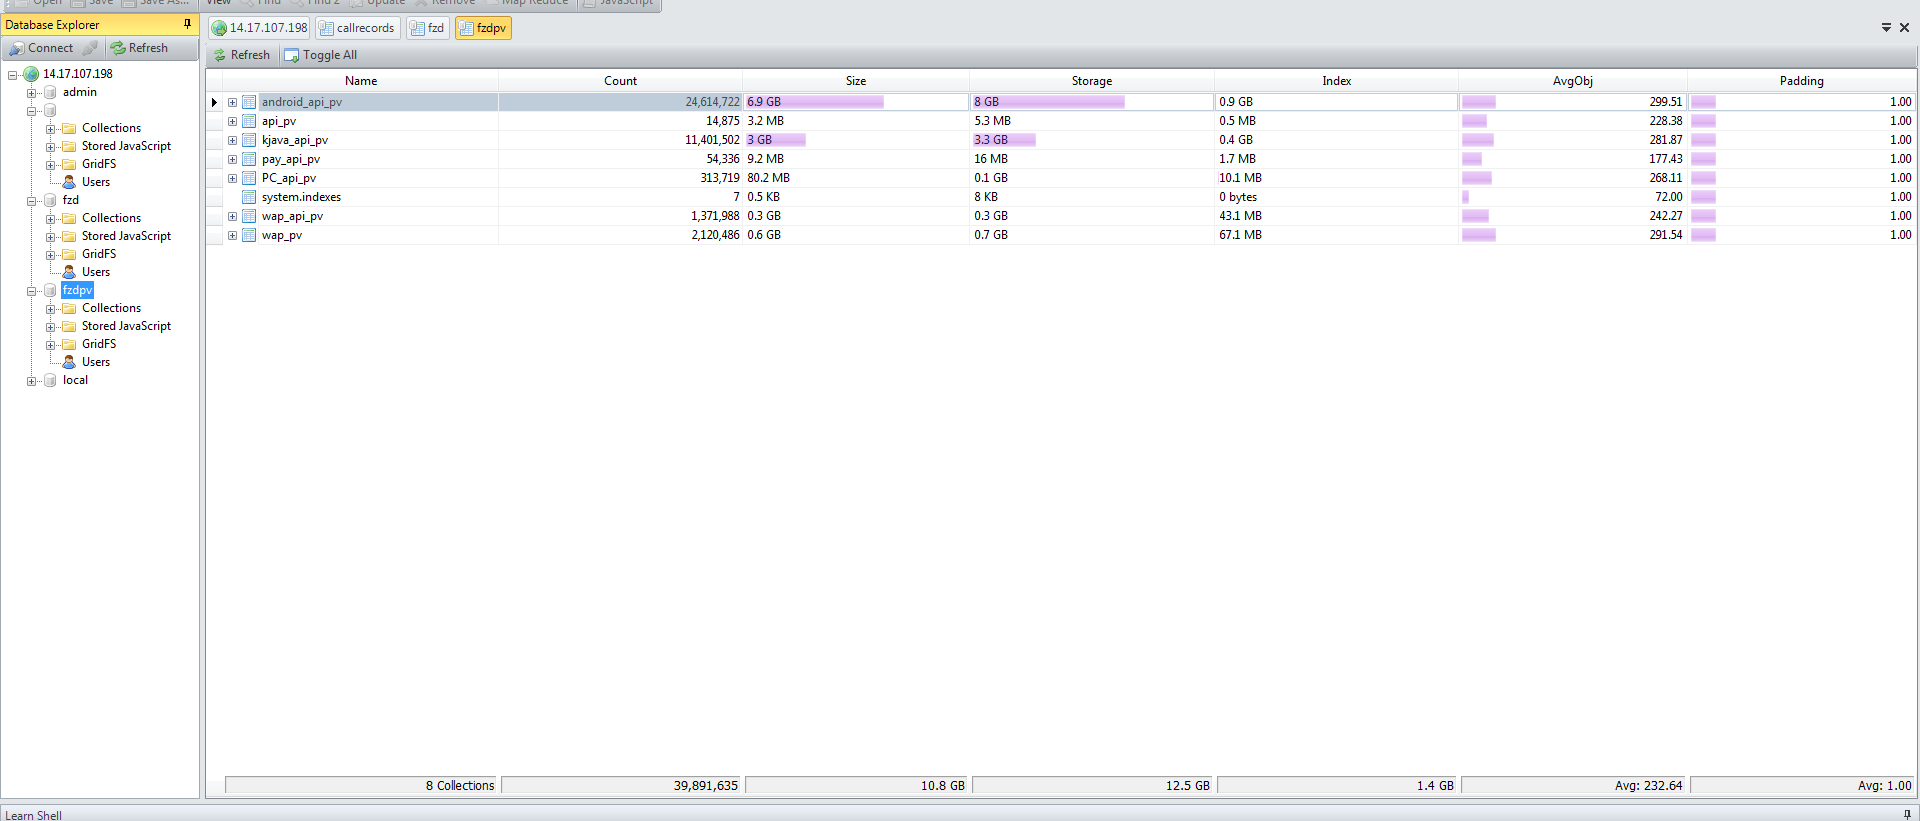 Open Save Save As... View Find Find 2 Update Remove Map Reduce JavaScript
Database Explorer
Connect Refresh
14.17.107.198
admin
Collections
Stored JavaScript
GridFS
Users
fzd
Collections
Stored JavaScript
GridFS
Users
fzdpv
Collections
Stored JavaScript
GridFS
Users
local
14.17.107.198 callrecords fzd fzdpv
Refresh Toggle All
Name Count Size Storage Index AvgObj Padding
android_api_pv 24,614,722 6.9 GB 8 GB 0.9 GB 299.51 1.00
api_pv 14,875 3.2 MB 5.3 MB 0.5 MB 228.38 1.00
kjava_api_pv 11,401,502 3 GB 3.3 GB 0.4 GB 281.87 1.00
pay_api_pv 54,336 9.2 MB 16 MB 1.7 MB 177.43 1.00
PC_api_pv 313,719 80.2 MB 0.1 GB 10.1 MB 268.11 1.00
system.indexes 7 0.5 KB 8 KB 0 bytes 72.00 1.00
wap_api_pv 1,371,988 0.3 GB 0.3 GB 43.1 MB 242.27 1.00
wap_pv 2,120,486 0.6 GB 0.7 GB 67.1 MB 291.54 1.00
8 Collections 39,891,635 10.8 GB 12.5 GB 1.4 GB Avg: 232.64 Avg: 1.00
Learn Shell